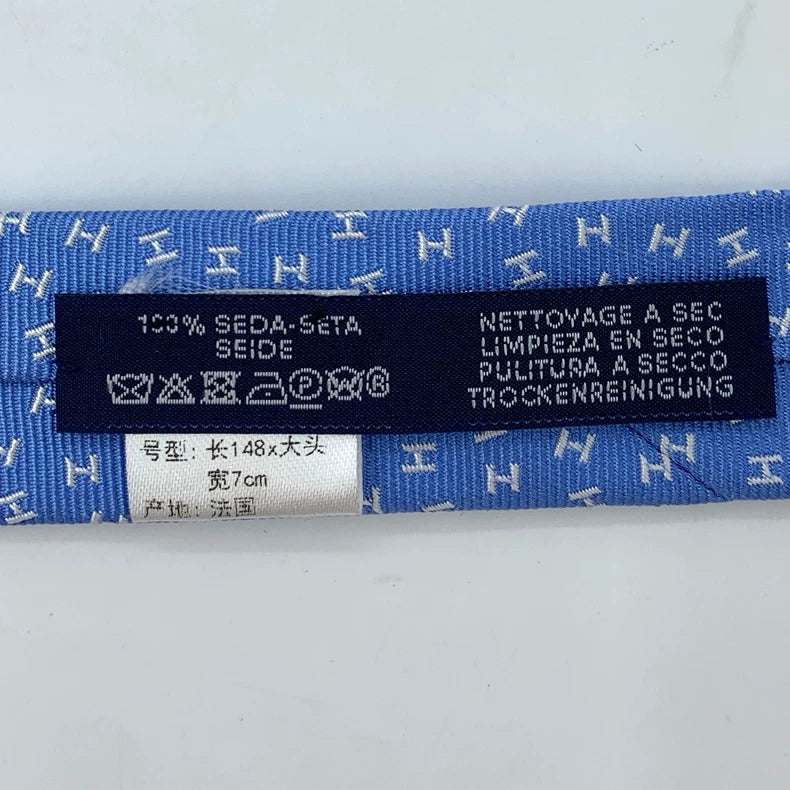 100% SEDA-SETA
SEIDE
P
NETTOYAGE A SEC
LIMPIEZA EN SECO
PULITURA A SECCO
TROCKENREINIGUNG
号型：长148x大头
宽7cm
产地：法国